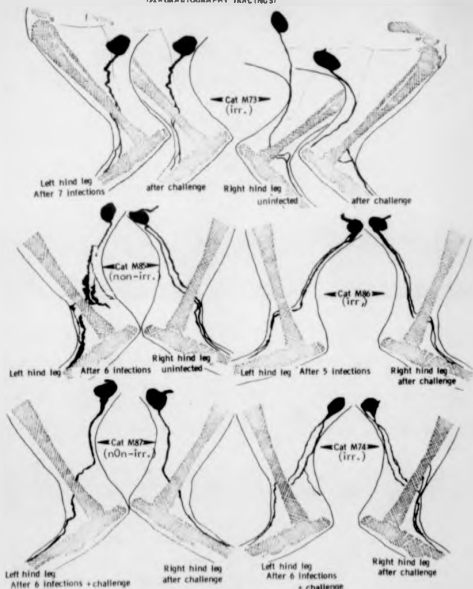 (LYMPHOGRAPHY TRACINGS)
Cat M73
(irr.)
Left hind leg
After 7 infections
after challenge
Right hind leg
uninfected
after challenge
Cat M85
(non-irr.)
Cat M86
(irr.)
Left hind leg
After 6 infections
Right hind leg
uninfected
Left hind leg
After 5 infections
Right hind leg
after challenge
Cat M87
(nOn-irr.)
Cat M74
(irr.)
Left hind leg
After 6 infections + challenge
Right hind leg
after challenge
Left hind leg
After 6 infections
+ challenge
Right hind leg
after challenge